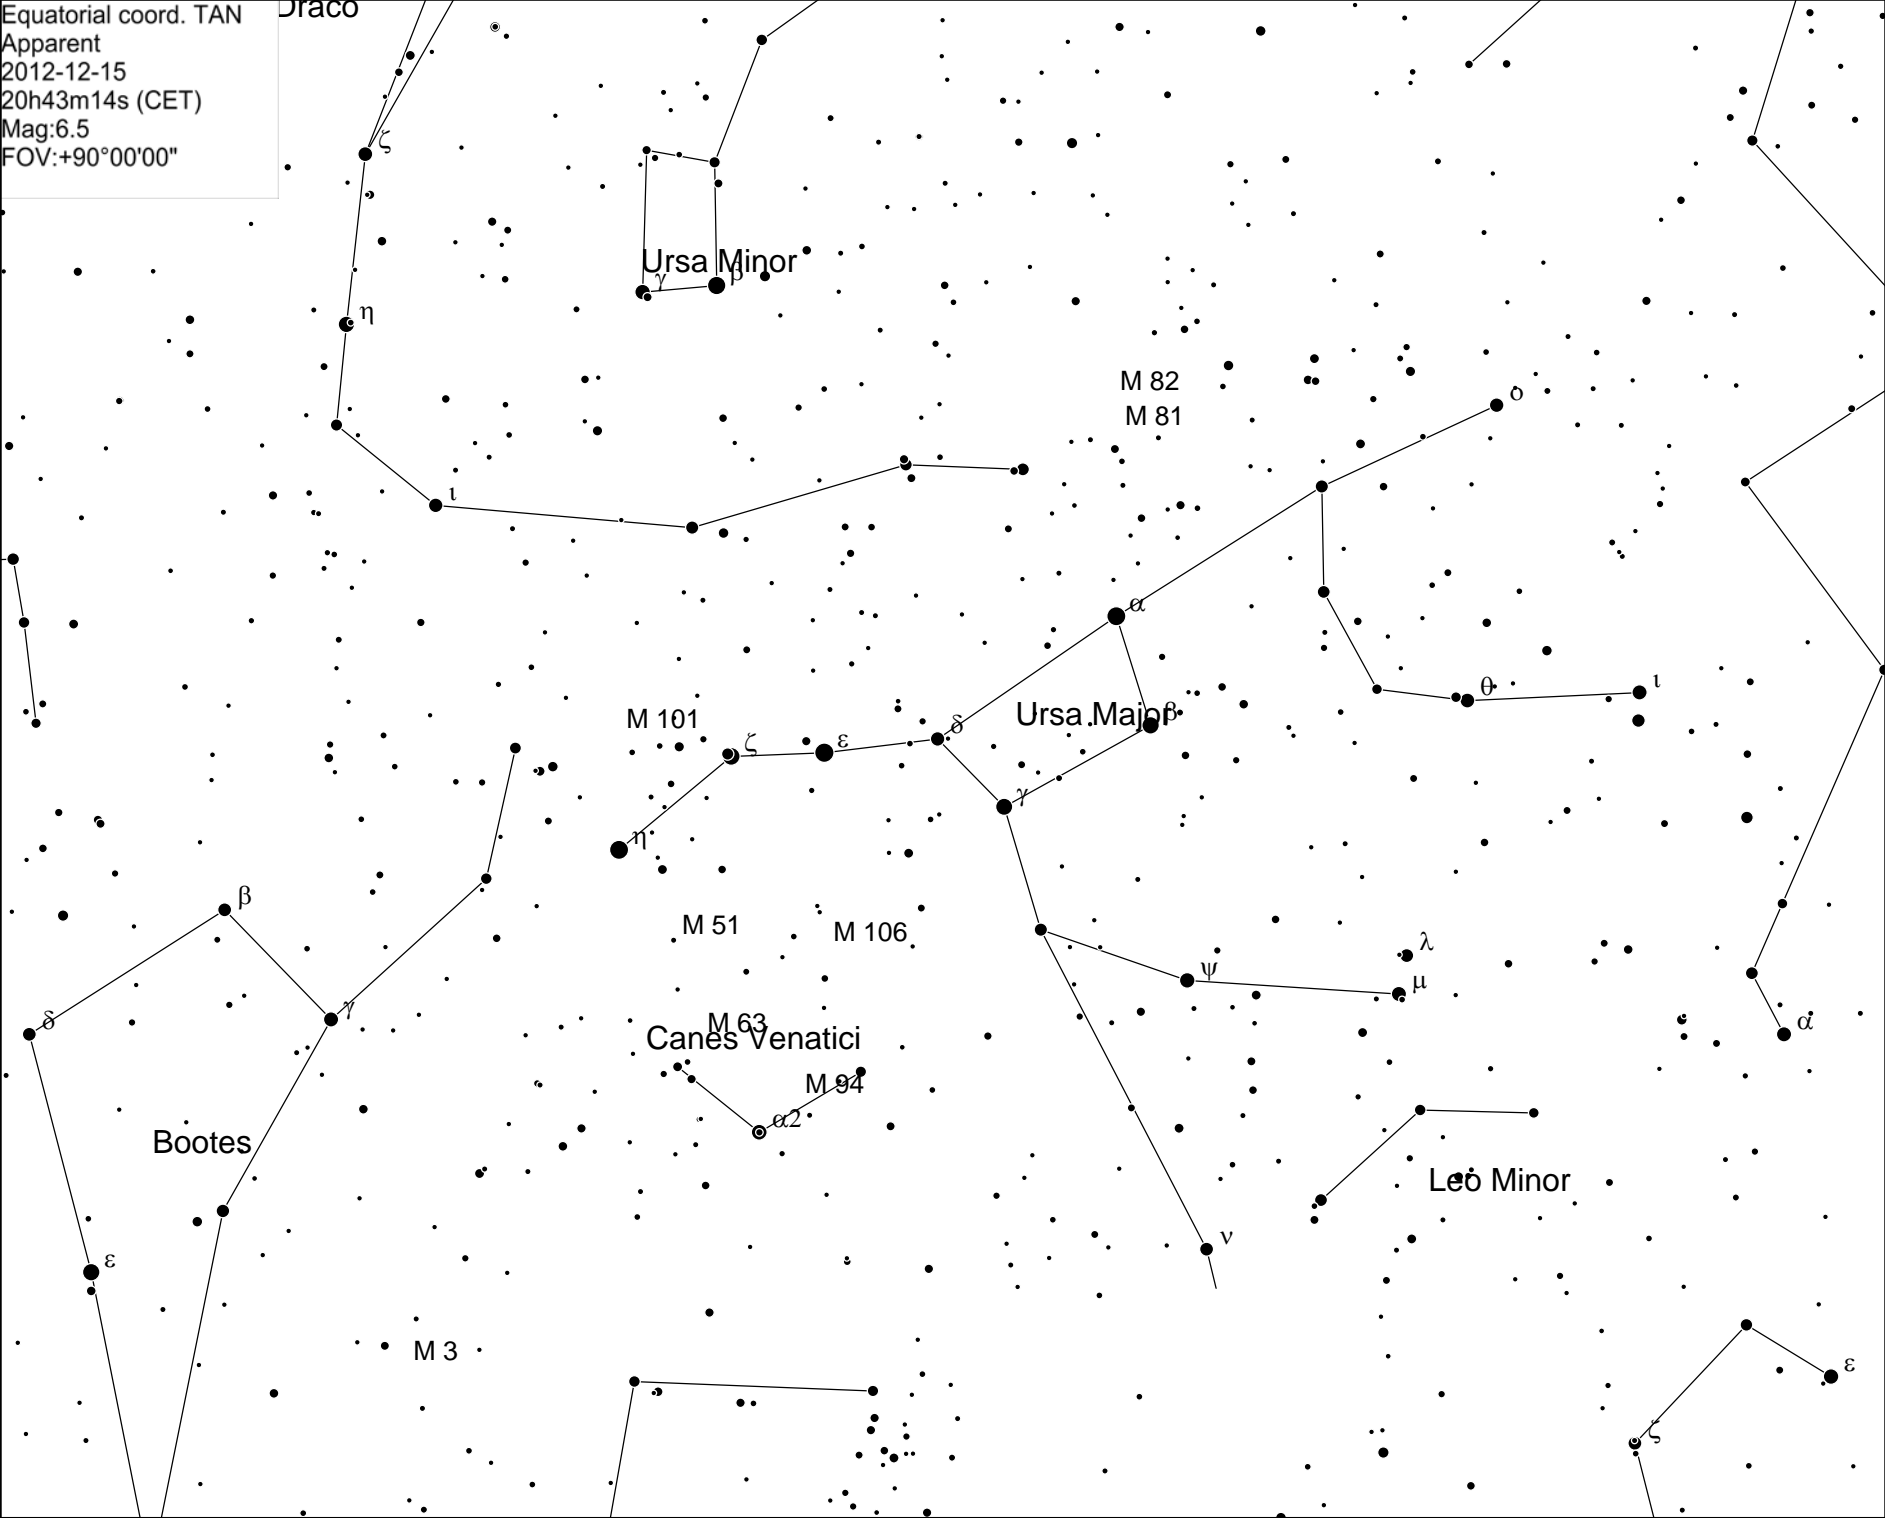 Equatorial coord. TAN
Apparent
2012-12-15
20h43m14s (CET)
Mag:6.5
FOV:+90°00'00"
Draco
ζ
Ursa Minor
γ
β
η
M 82
M 81
ο
ι
α
θ
ι
M 101
Ursa Major
β
δ
ζ
ε
γ
η
β
M 51
M 106
λ
ψ
μ
δ
γ
α
M 63
Canes Venatici
M 94
α2
Bootes
Leo Minor
ν
ε
M 3
ε
ζ